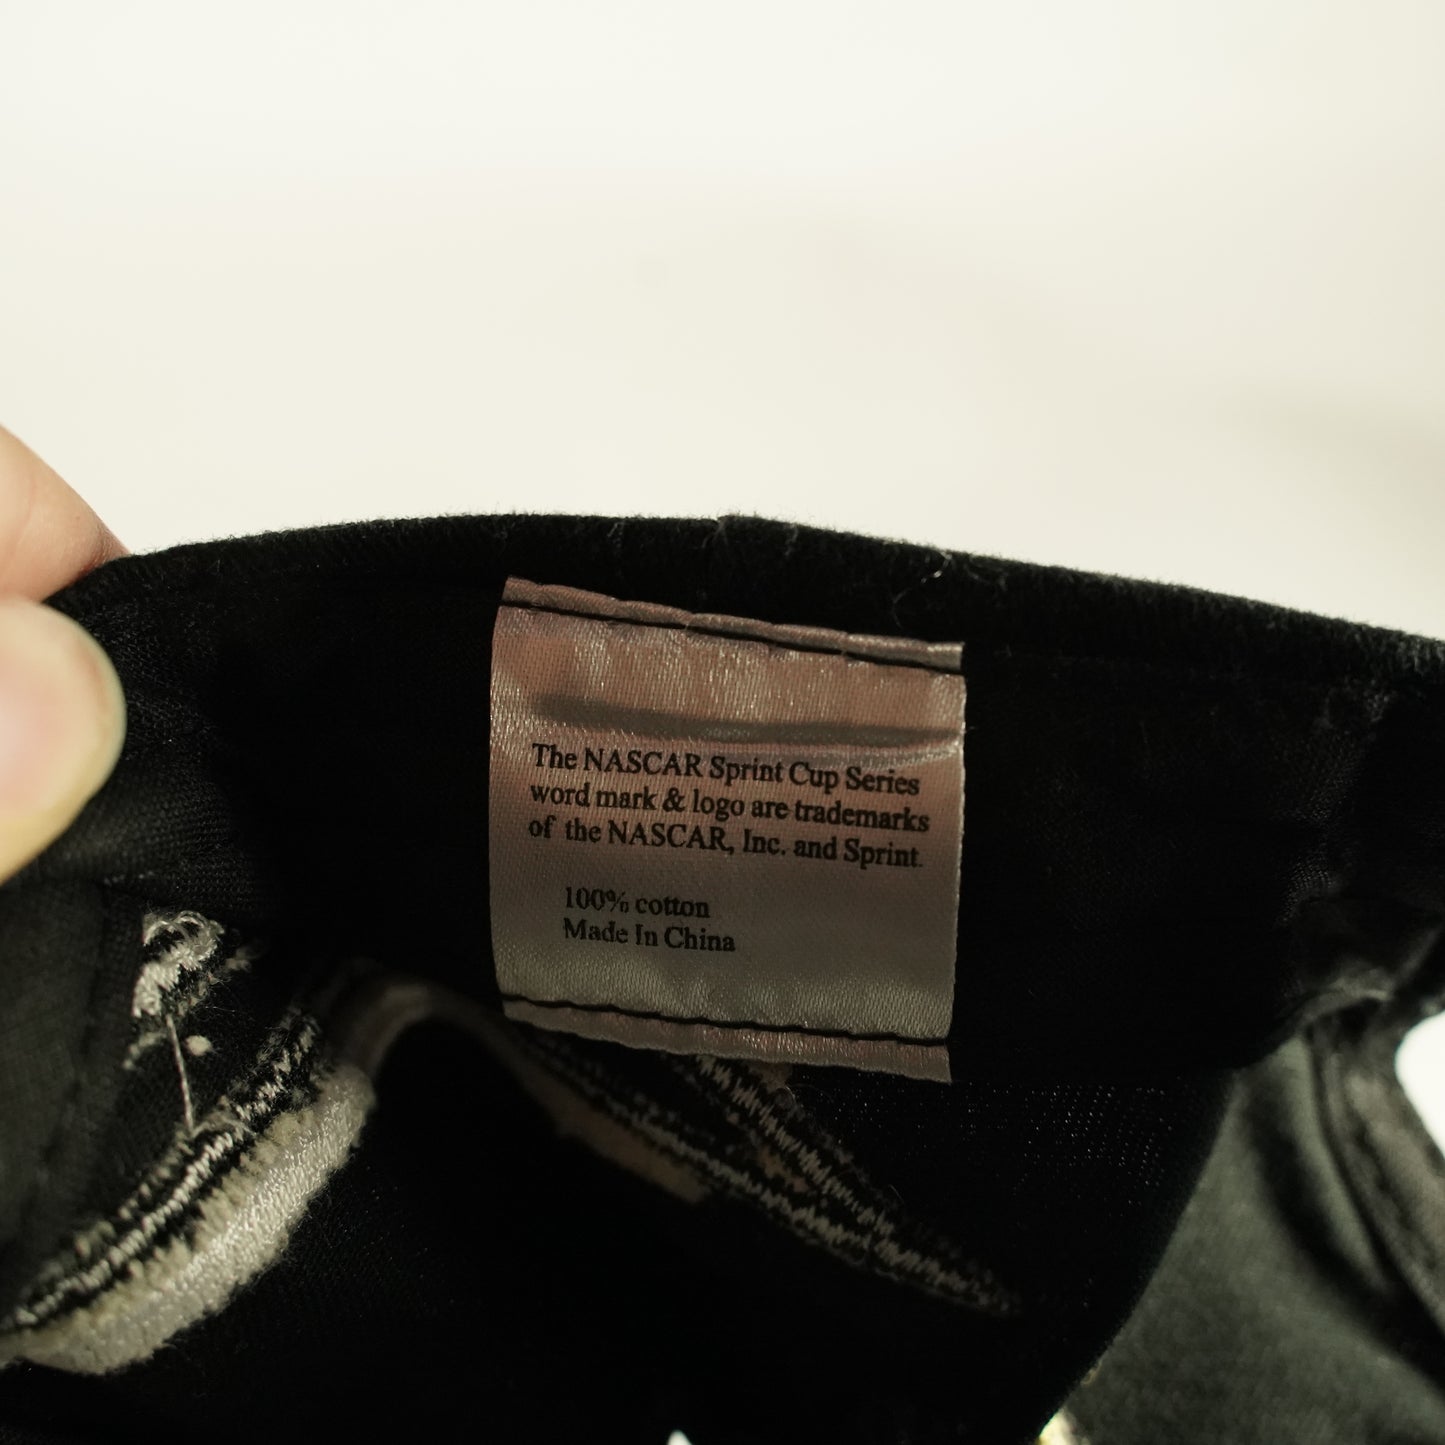 The NASCAR Sprint Cup Series
word mark & logo are trademarks
of the NASCAR, Inc. and Sprint.
100% cotton
Made In China